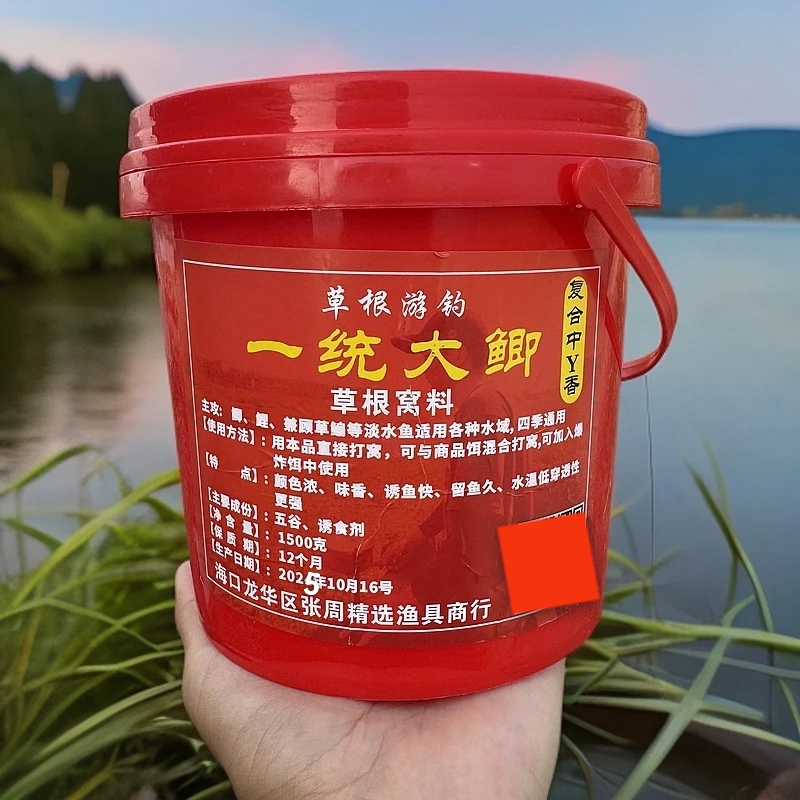 草根游钓
一统大鲫
复合中Y香
草根窝料
主攻：鲫、鲤、兼顾草鳊等淡水鱼适用各种水域,四季通用
【使用方法】：用本品直接打窝，可与商品饵混合打窝,可加入爆
炸饵中使用
【特 点】：颜色浓、味香、诱鱼快、留鱼久、水温低穿透性
更强
【主要成份】：五谷、诱食剂
【净 含 量】：1500克
【保 质 期】：12个月
【生产日期】：2025年10月16号
海口龙华区张周精选渔具商行